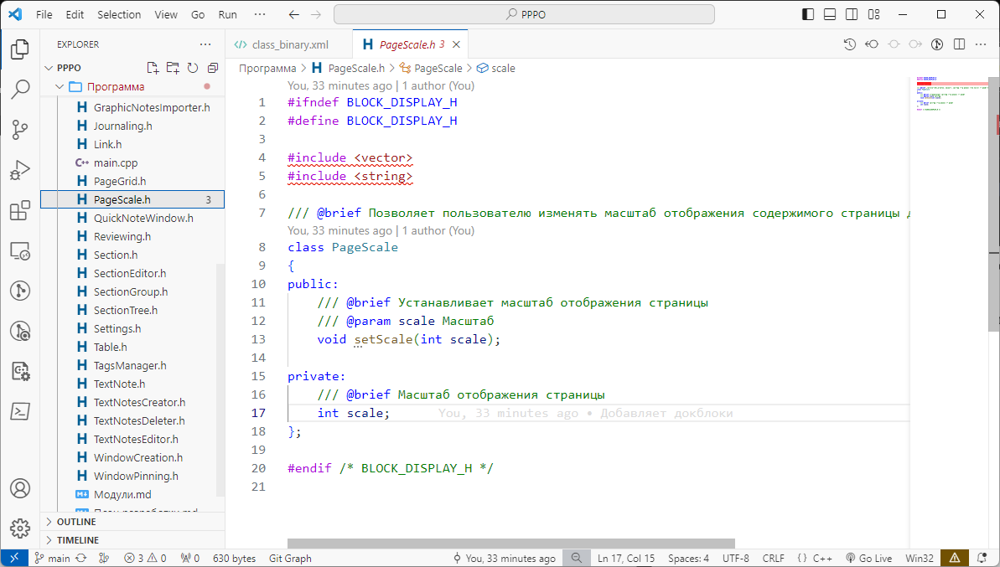 File Edit Selection View Go Run ··· PPPO
EXPLORER ···
PPPO
Программа
GraphicNotesImporter.h
Journaling.h
Link.h
main.cpp
PageGrid.h
PageScale.h 3
QuickNoteWindow.h
Reviewing.h
Section.h
SectionEditor.h
SectionGroup.h
SectionTree.h
Settings.h
Table.h
TagsManager.h
TextNote.h
TextNotesCreator.h
TextNotesDeleter.h
TextNotesEditor.h
WindowCreation.h
WindowPinning.h
Модули.md
OUTLINE
TIMELINE
class_binary.xml PageScale.h 3
Программа > PageScale.h > PageScale > scale
You, 33 minutes ago | 1 author (You)
1 #ifndef BLOCK_DISPLAY_H
2 #define BLOCK_DISPLAY_H
3
4 #include <vector>
5 #include <string>
6
7 /// @brief Позволяет пользователю изменять масштаб отображения содержимого страницы
You, 33 minutes ago | 1 author (You)
8 class PageScale
9 {
10 public:
11 /// @brief Устанавливает масштаб отображения страницы
12 /// @param scale Масштаб
13 void setScale(int scale);
14
15 private:
16 /// @brief Масштаб отображения страницы
17 int scale; You, 33 minutes ago • Добавляет докблоки
18 };
19
20 #endif /* BLOCK_DISPLAY_H */
21
main 3 0 0 630 bytes Git Graph You, 33 minutes ago Ln 17, Col 15 Spaces: 4 UTF-8 CRLF {} C++ Go Live Win32